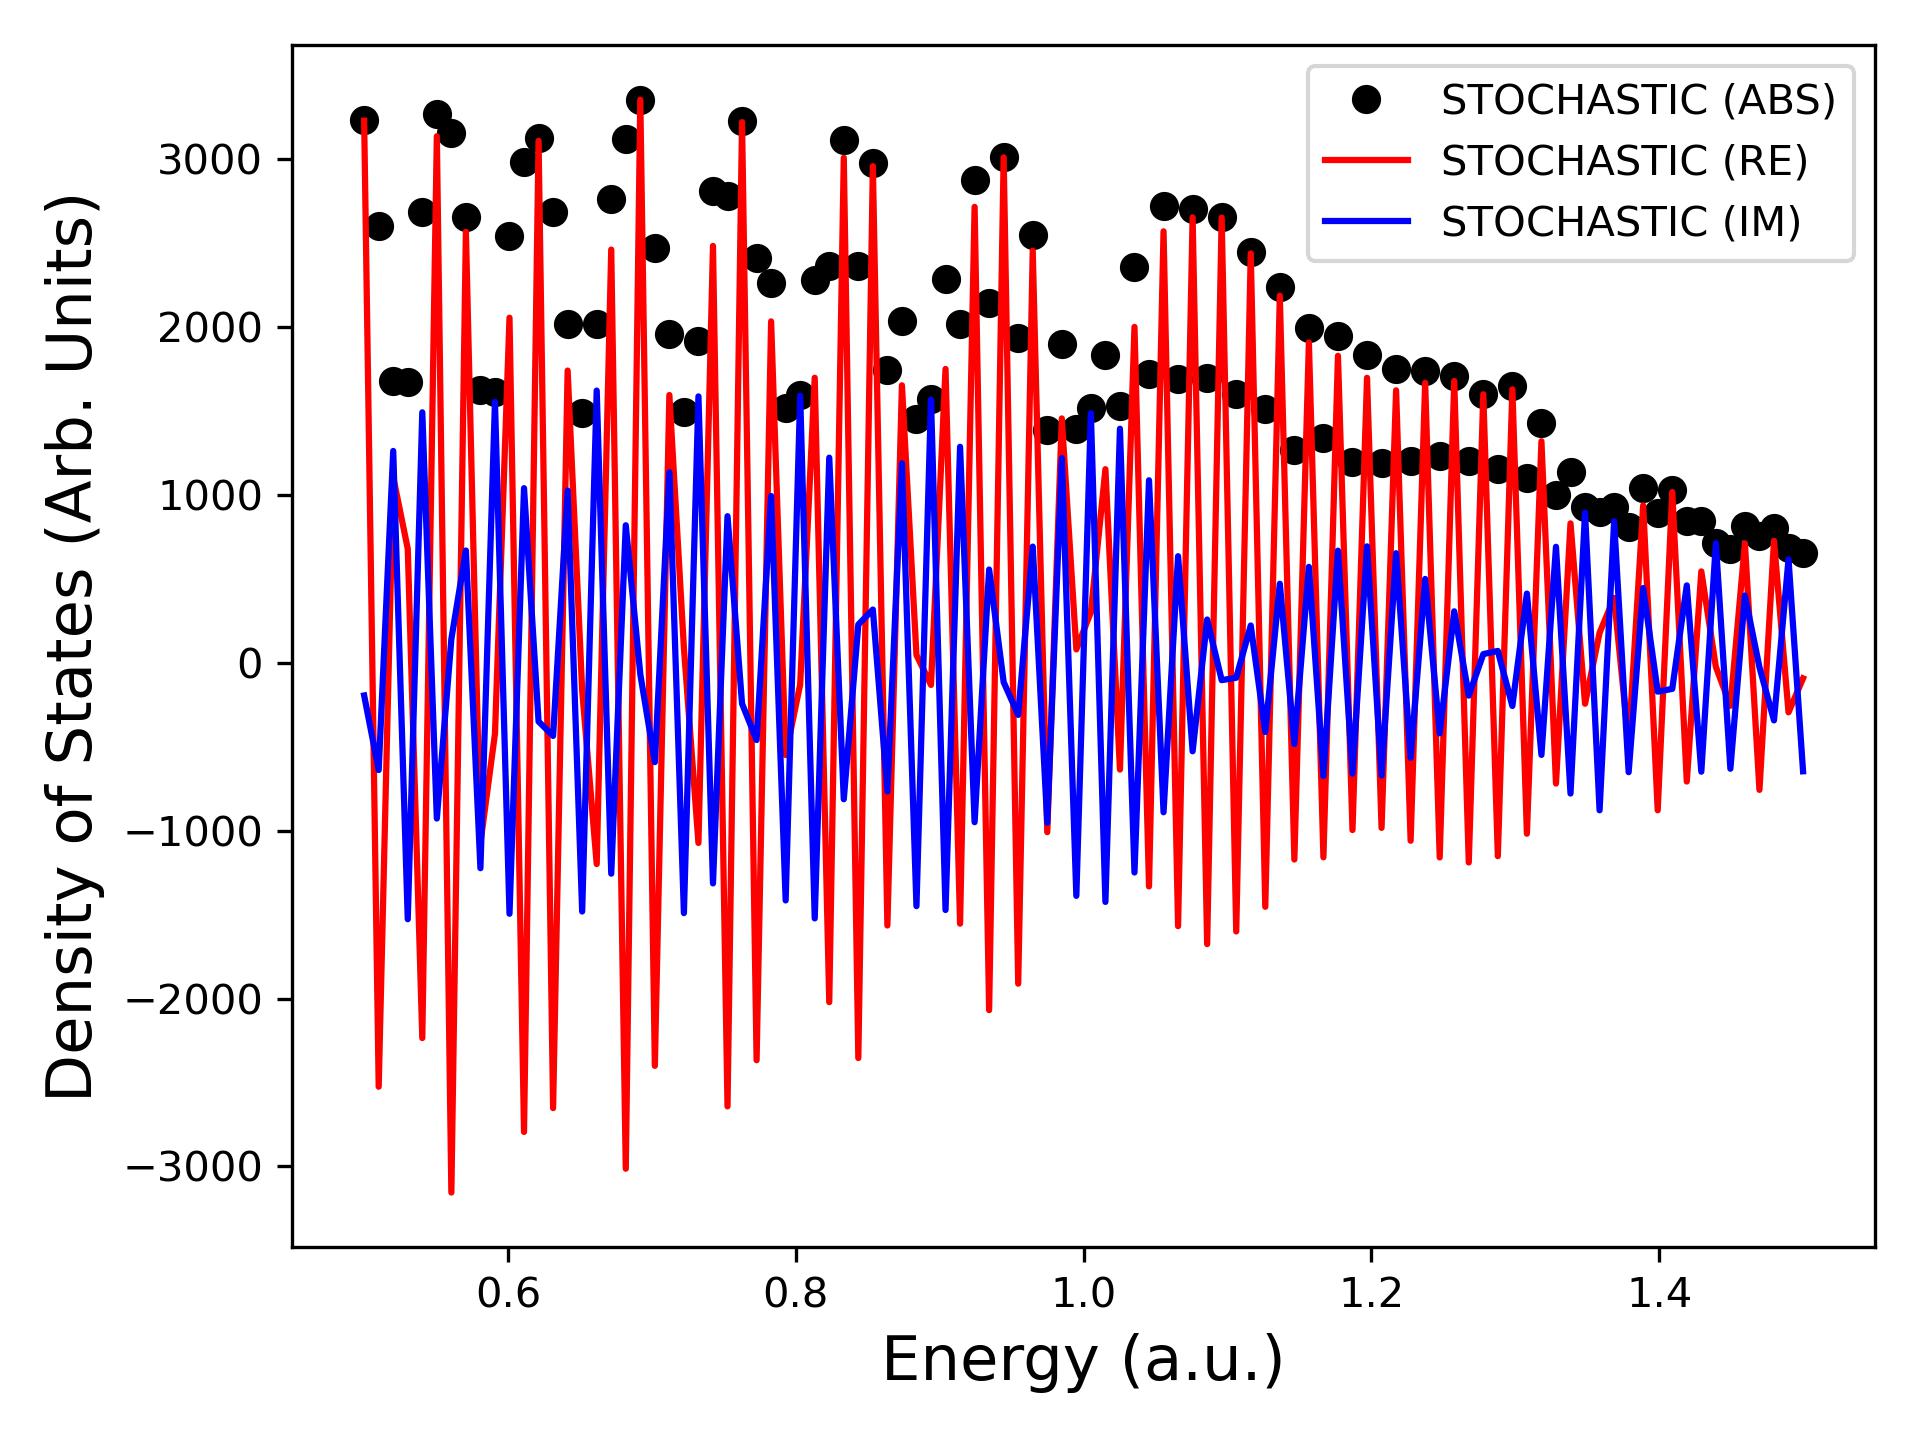 STOCHASTIC (ABS)
STOCHASTIC (RE)
STOCHASTIC (IM)
Density of States (Arb. Units)
3000
2000
1000
0
−1000
−2000
−3000
0.6
0.8
1.0
1.2
1.4
Energy (a.u.)